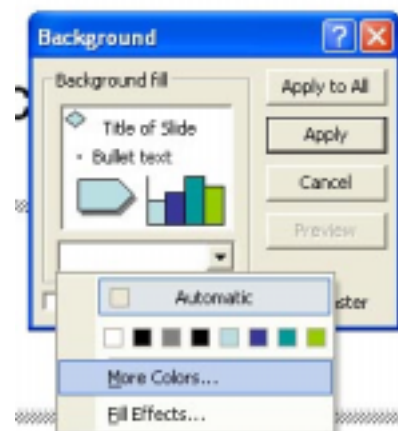 Background
Background fill
Apply to All
Title of Slide
Apply
• Bullet text
Cancel
Preview
Automatic
More Colors...
Fill Effects...